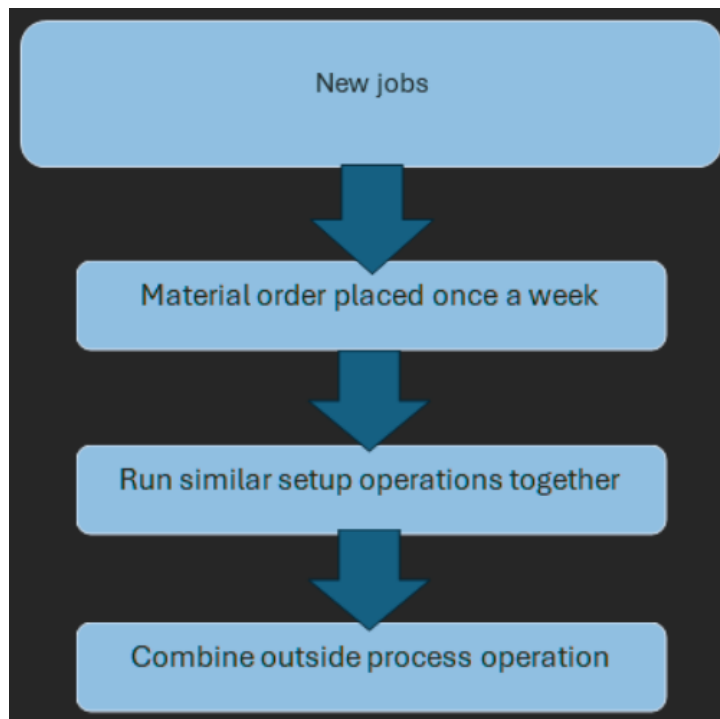 New jobs
Material order placed once a week
Run similar setup operations together
Combine outside process operation